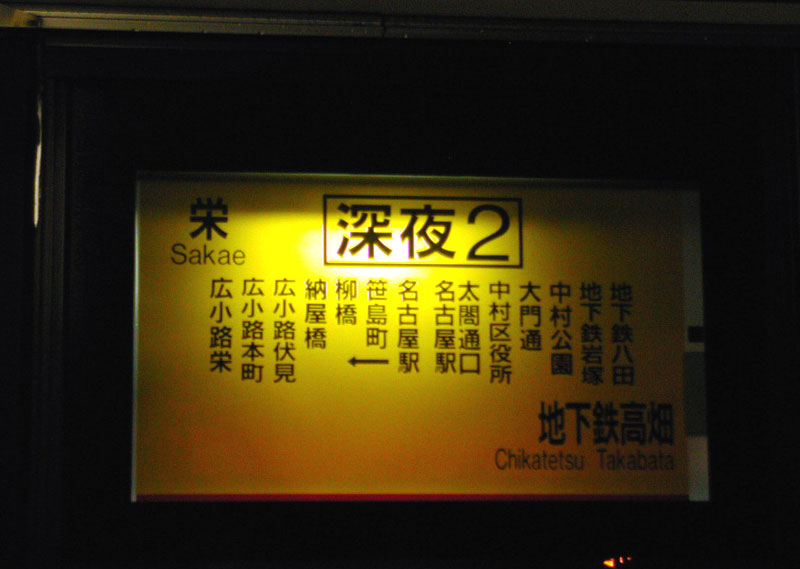 深夜2
栄
Sakae
地下鉄八田
地下鉄岩塚
中村公園
大門通
中村区役所
太閤通口
名古屋駅
名古屋駅
笹島町
←
柳橋
納屋橋
広小路伏見
広小路本町
広小路栄
地下鉄高畑
Chikatetsu Takabata